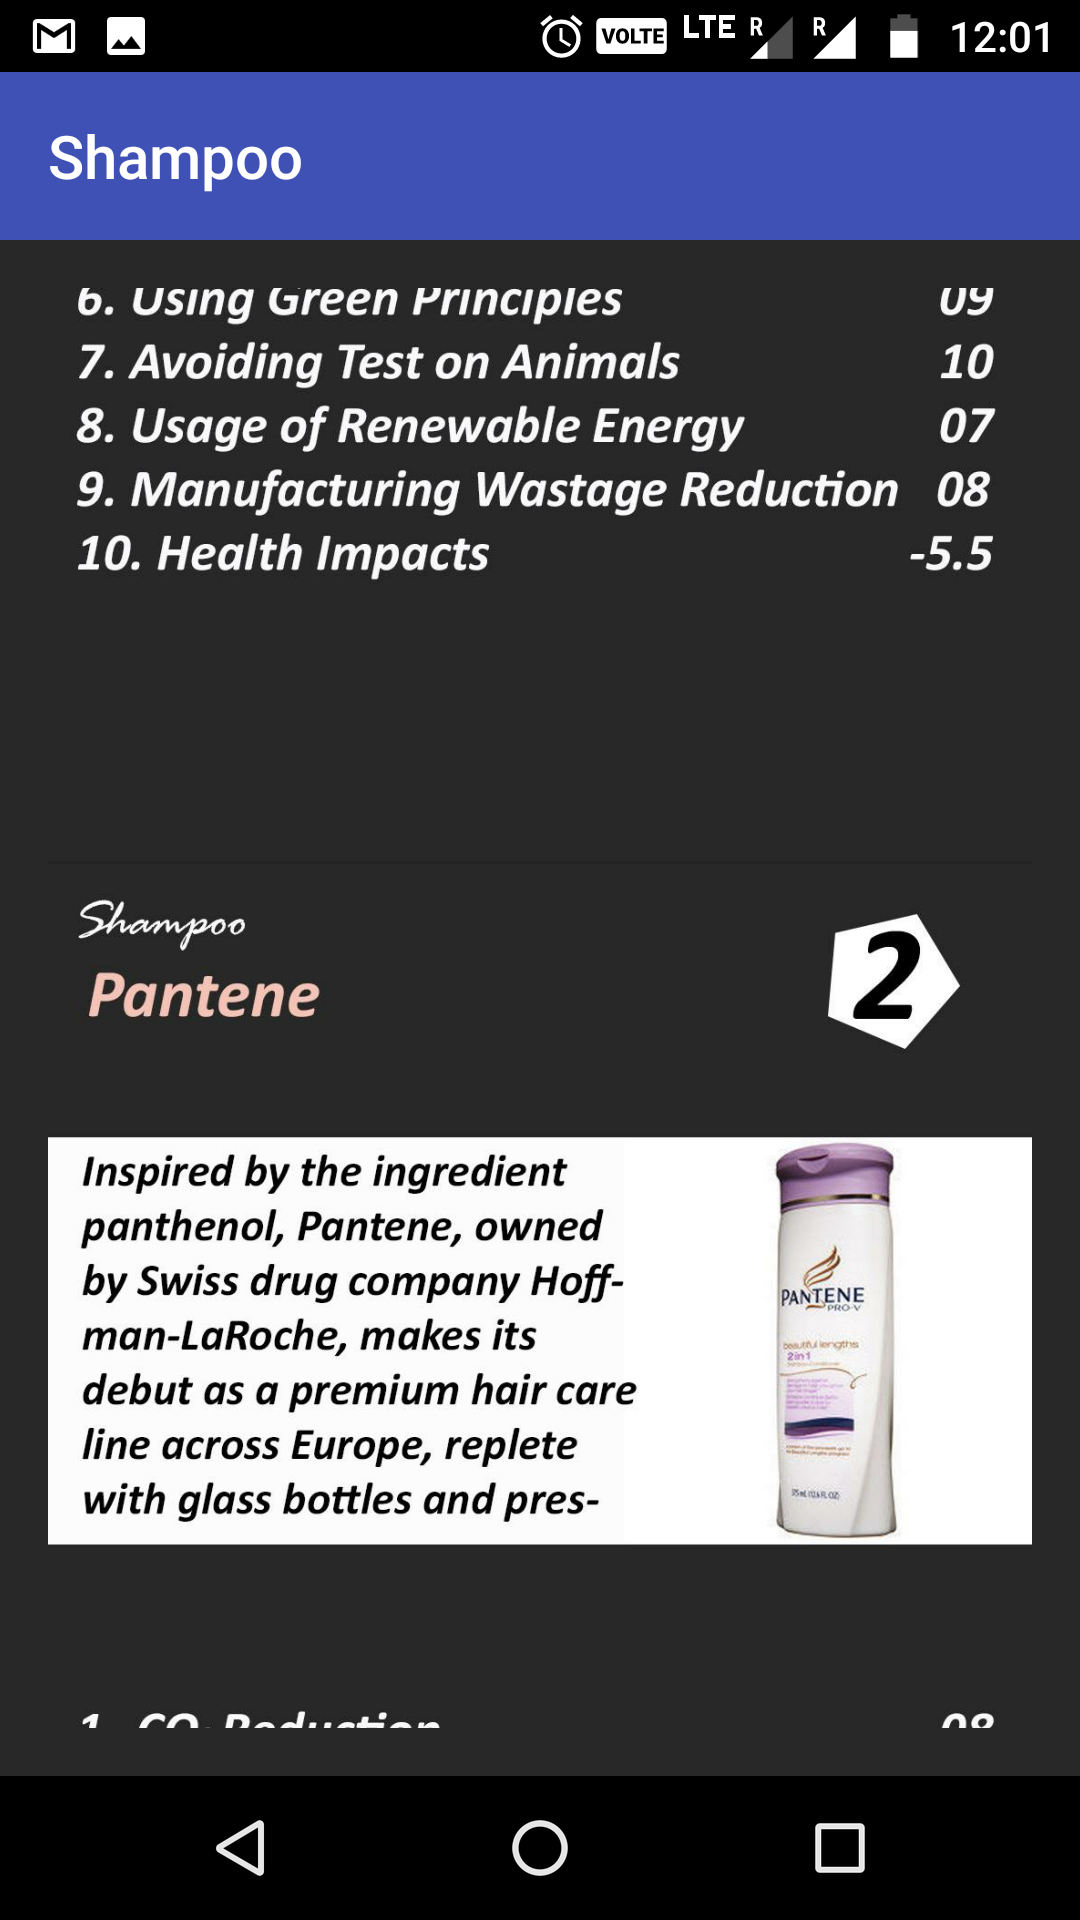 VOLTE LTE R R 12:01
Shampoo
6. Using Green Principles 09
7. Avoiding Test on Animals 10
8. Usage of Renewable Energy 07
9. Manufacturing Wastage Reduction 08
10. Health Impacts -5.5
Shampoo
Pantene
2
Inspired by the ingredient
panthenol, Pantene, owned
by Swiss drug company Hoff-
man-LaRoche, makes its
debut as a premium hair care
line across Europe, replete
with glass bottles and pres-
PANTENE
PRO-V
beautiful lengths
2in1
1. CO2 Reduction 08